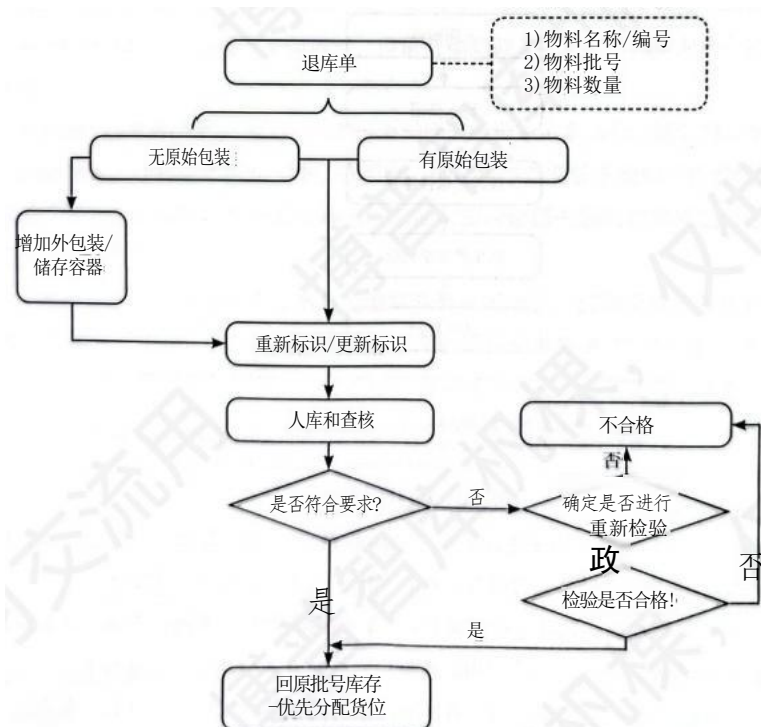 退库单
1)物料名称/编号
2)物料批号
3)物料数量
无原始包装
有原始包装
增加外包装/
储存容器
重新标识/更新标识
人库和查核
不合格
否
是否符合要求?
否
确定是否进行
重新检验
政
否
检验是否合格!
是
是
回原批号库存
-优先分配货位